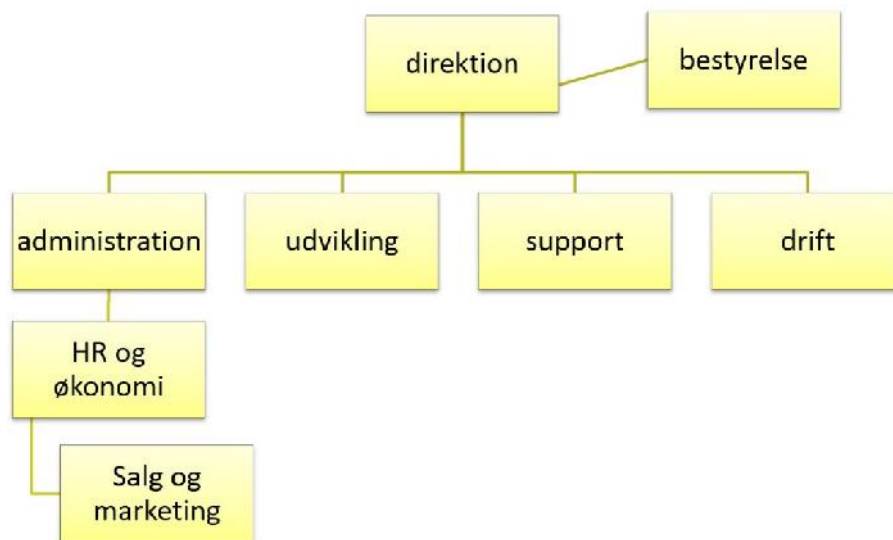 direktion
bestyrelse
administration
udvikling
support
drift
HR og
økonomi
Salg og
marketing